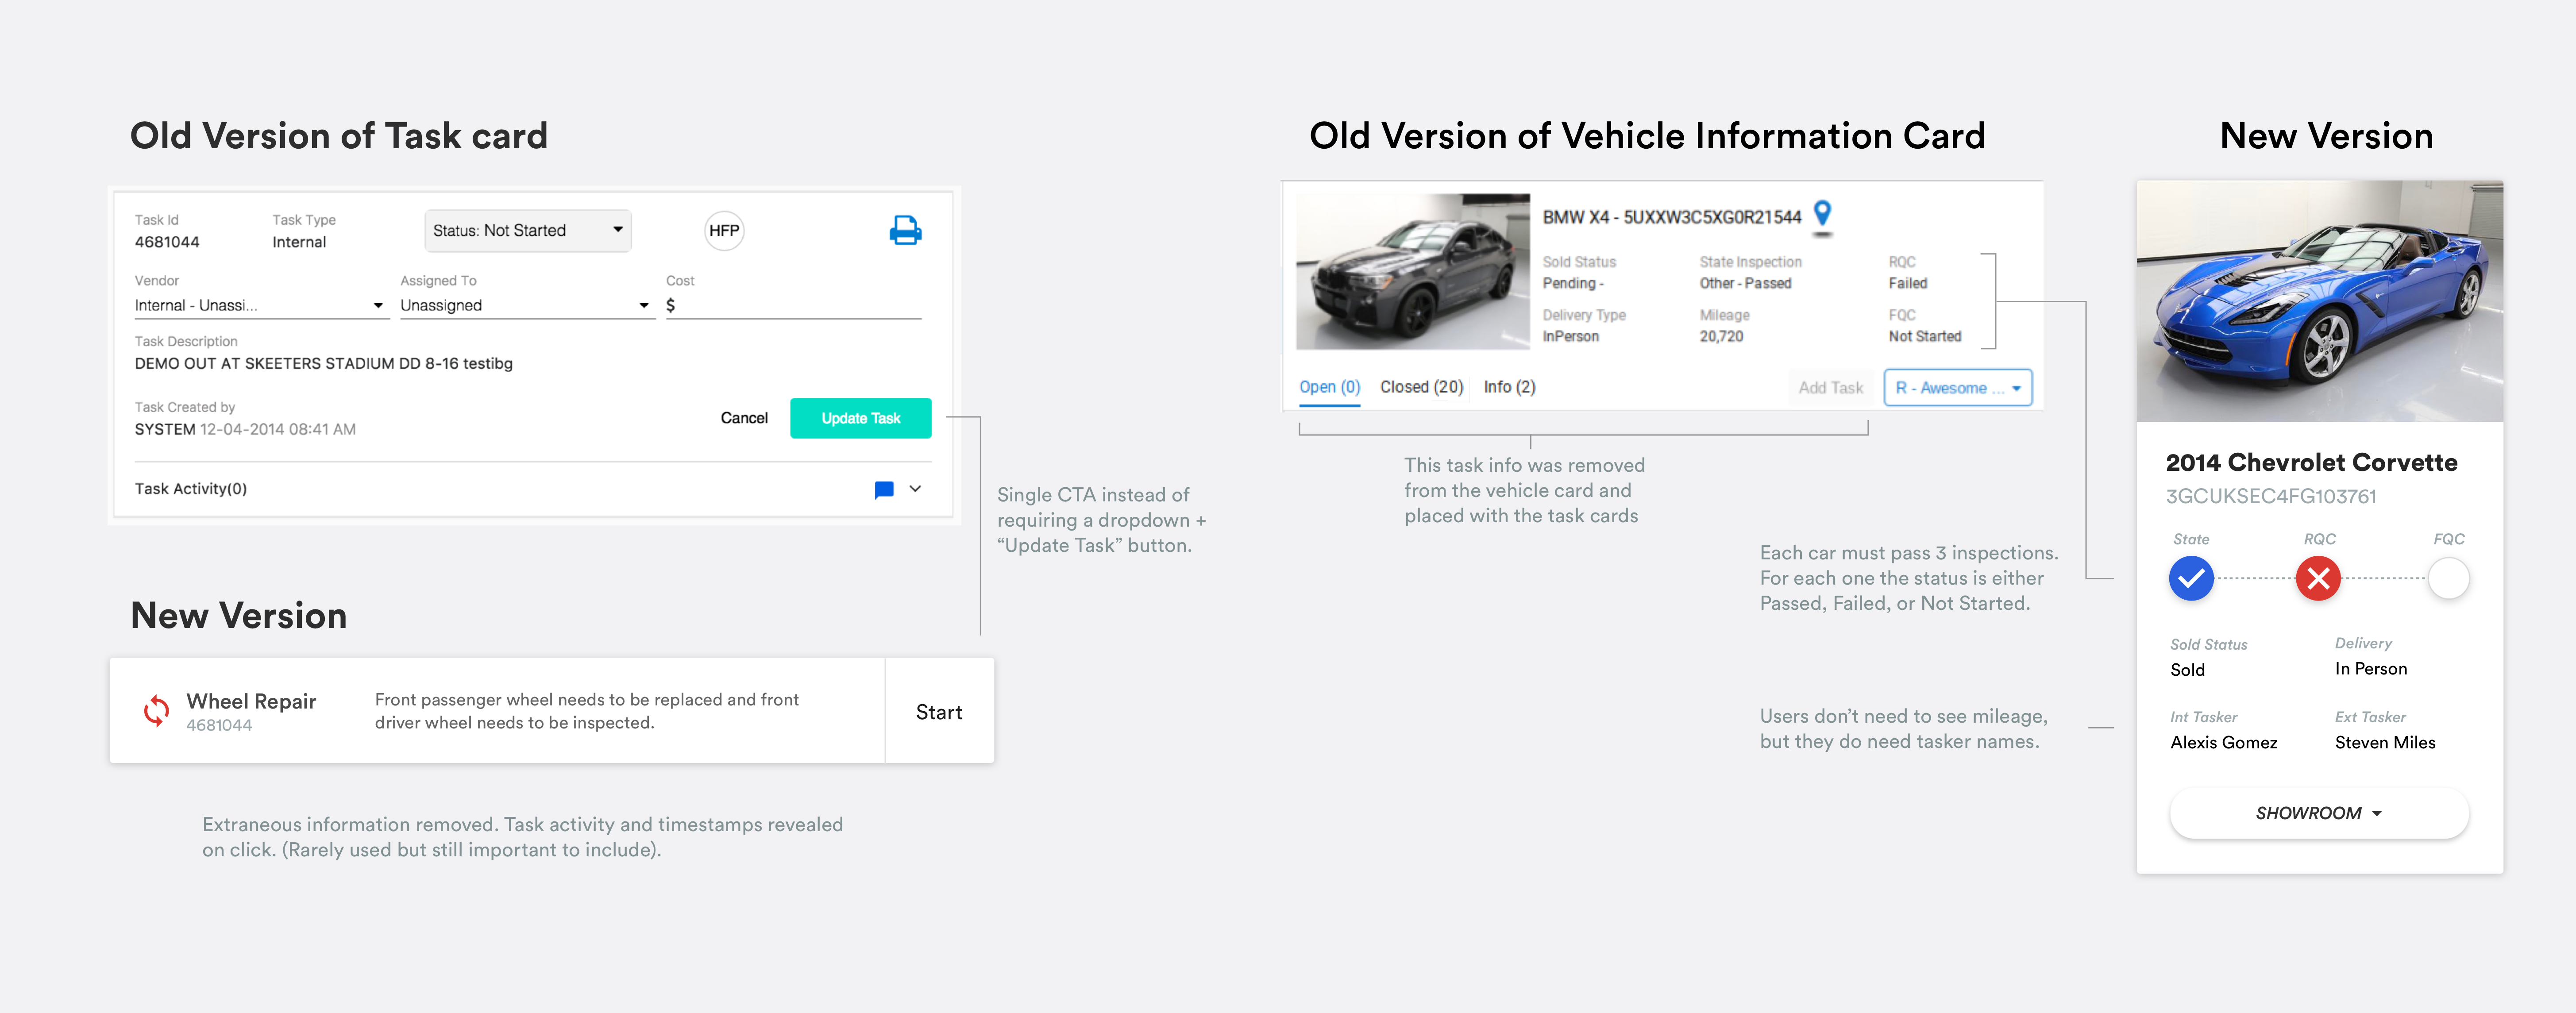 Old Version of Task card
Task Id
4681044
Task Type
Internal
Status: Not Started
HFP
Vendor
Internal - Unassi...
Assigned To
Unassigned
Cost
$
Task Description
DEMO OUT AT SKEETERS STADIUM DD 8-16 testibg
Task Created by
SYSTEM 12-04-2014 08:41 AM
Cancel
Update Task
Task Activity(0)
Single CTA instead of
requiring a dropdown +
“Update Task” button.
New Version
Wheel Repair
4681044
Front passenger wheel needs to be replaced and front
driver wheel needs to be inspected.
Start
Extraneous information removed. Task activity and timestamps revealed
on click. (Rarely used but still important to include).
Old Version of Vehicle Information Card
BMW X4 - 5UXXW3C5XG0R21544
Sold Status
Pending -
State Inspection
Other - Passed
RQC
Failed
Delivery Type
InPerson
Mileage
20,720
FQC
Not Started
Open (0)
Closed (20)
Info (2)
Add Task
R - Awesome ...
This task info was removed
from the vehicle card and
placed with the task cards
Each car must pass 3 inspections.
For each one the status is either
Passed, Failed, or Not Started.
Users don’t need to see mileage,
but they do need tasker names.
New Version
2014 Chevrolet Corvette
3GCUKSEC4FG103761
State
RQC
FQC
Sold Status
Sold
Delivery
In Person
Int Tasker
Alexis Gomez
Ext Tasker
Steven Miles
SHOWROOM